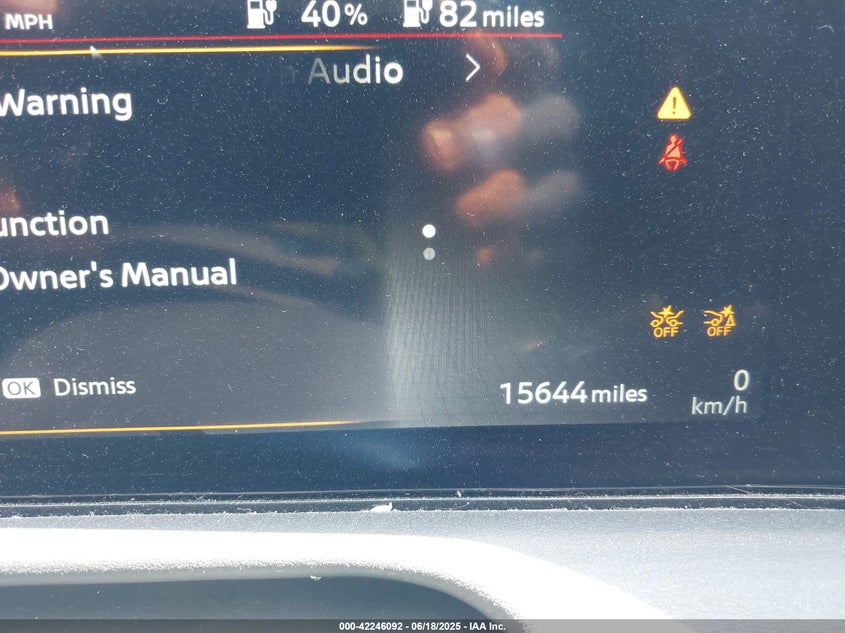 MPH 40% 82 miles
Audio
Warning
unction
Owner's Manual
OFF OFF
OK Dismiss
15644 miles 0
km/h
000-42246092 - 06/18/2025 - IAA Inc.